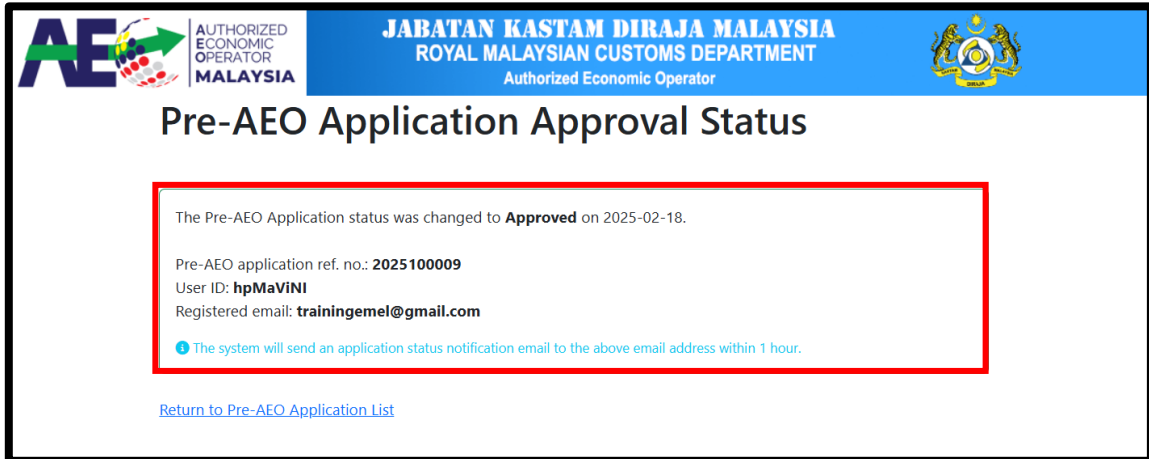 AEO
AUTHORIZED
ECONOMIC
OPERATOR
MALAYSIA
JABATAN KASTAM DIRAJA MALAYSIA
ROYAL MALAYSIAN CUSTOMS DEPARTMENT
Authorized Economic Operator
Pre-AEO Application Approval Status
The Pre-AEO Application status was changed to Approved on 2025-02-18.
Pre-AEO application ref. no.: 2025100009
User ID: hpMaViNI
Registered email: trainingemel@gmail.com
The system will send an application status notification email to the above email address within 1 hour.
Return to Pre-AEO Application List